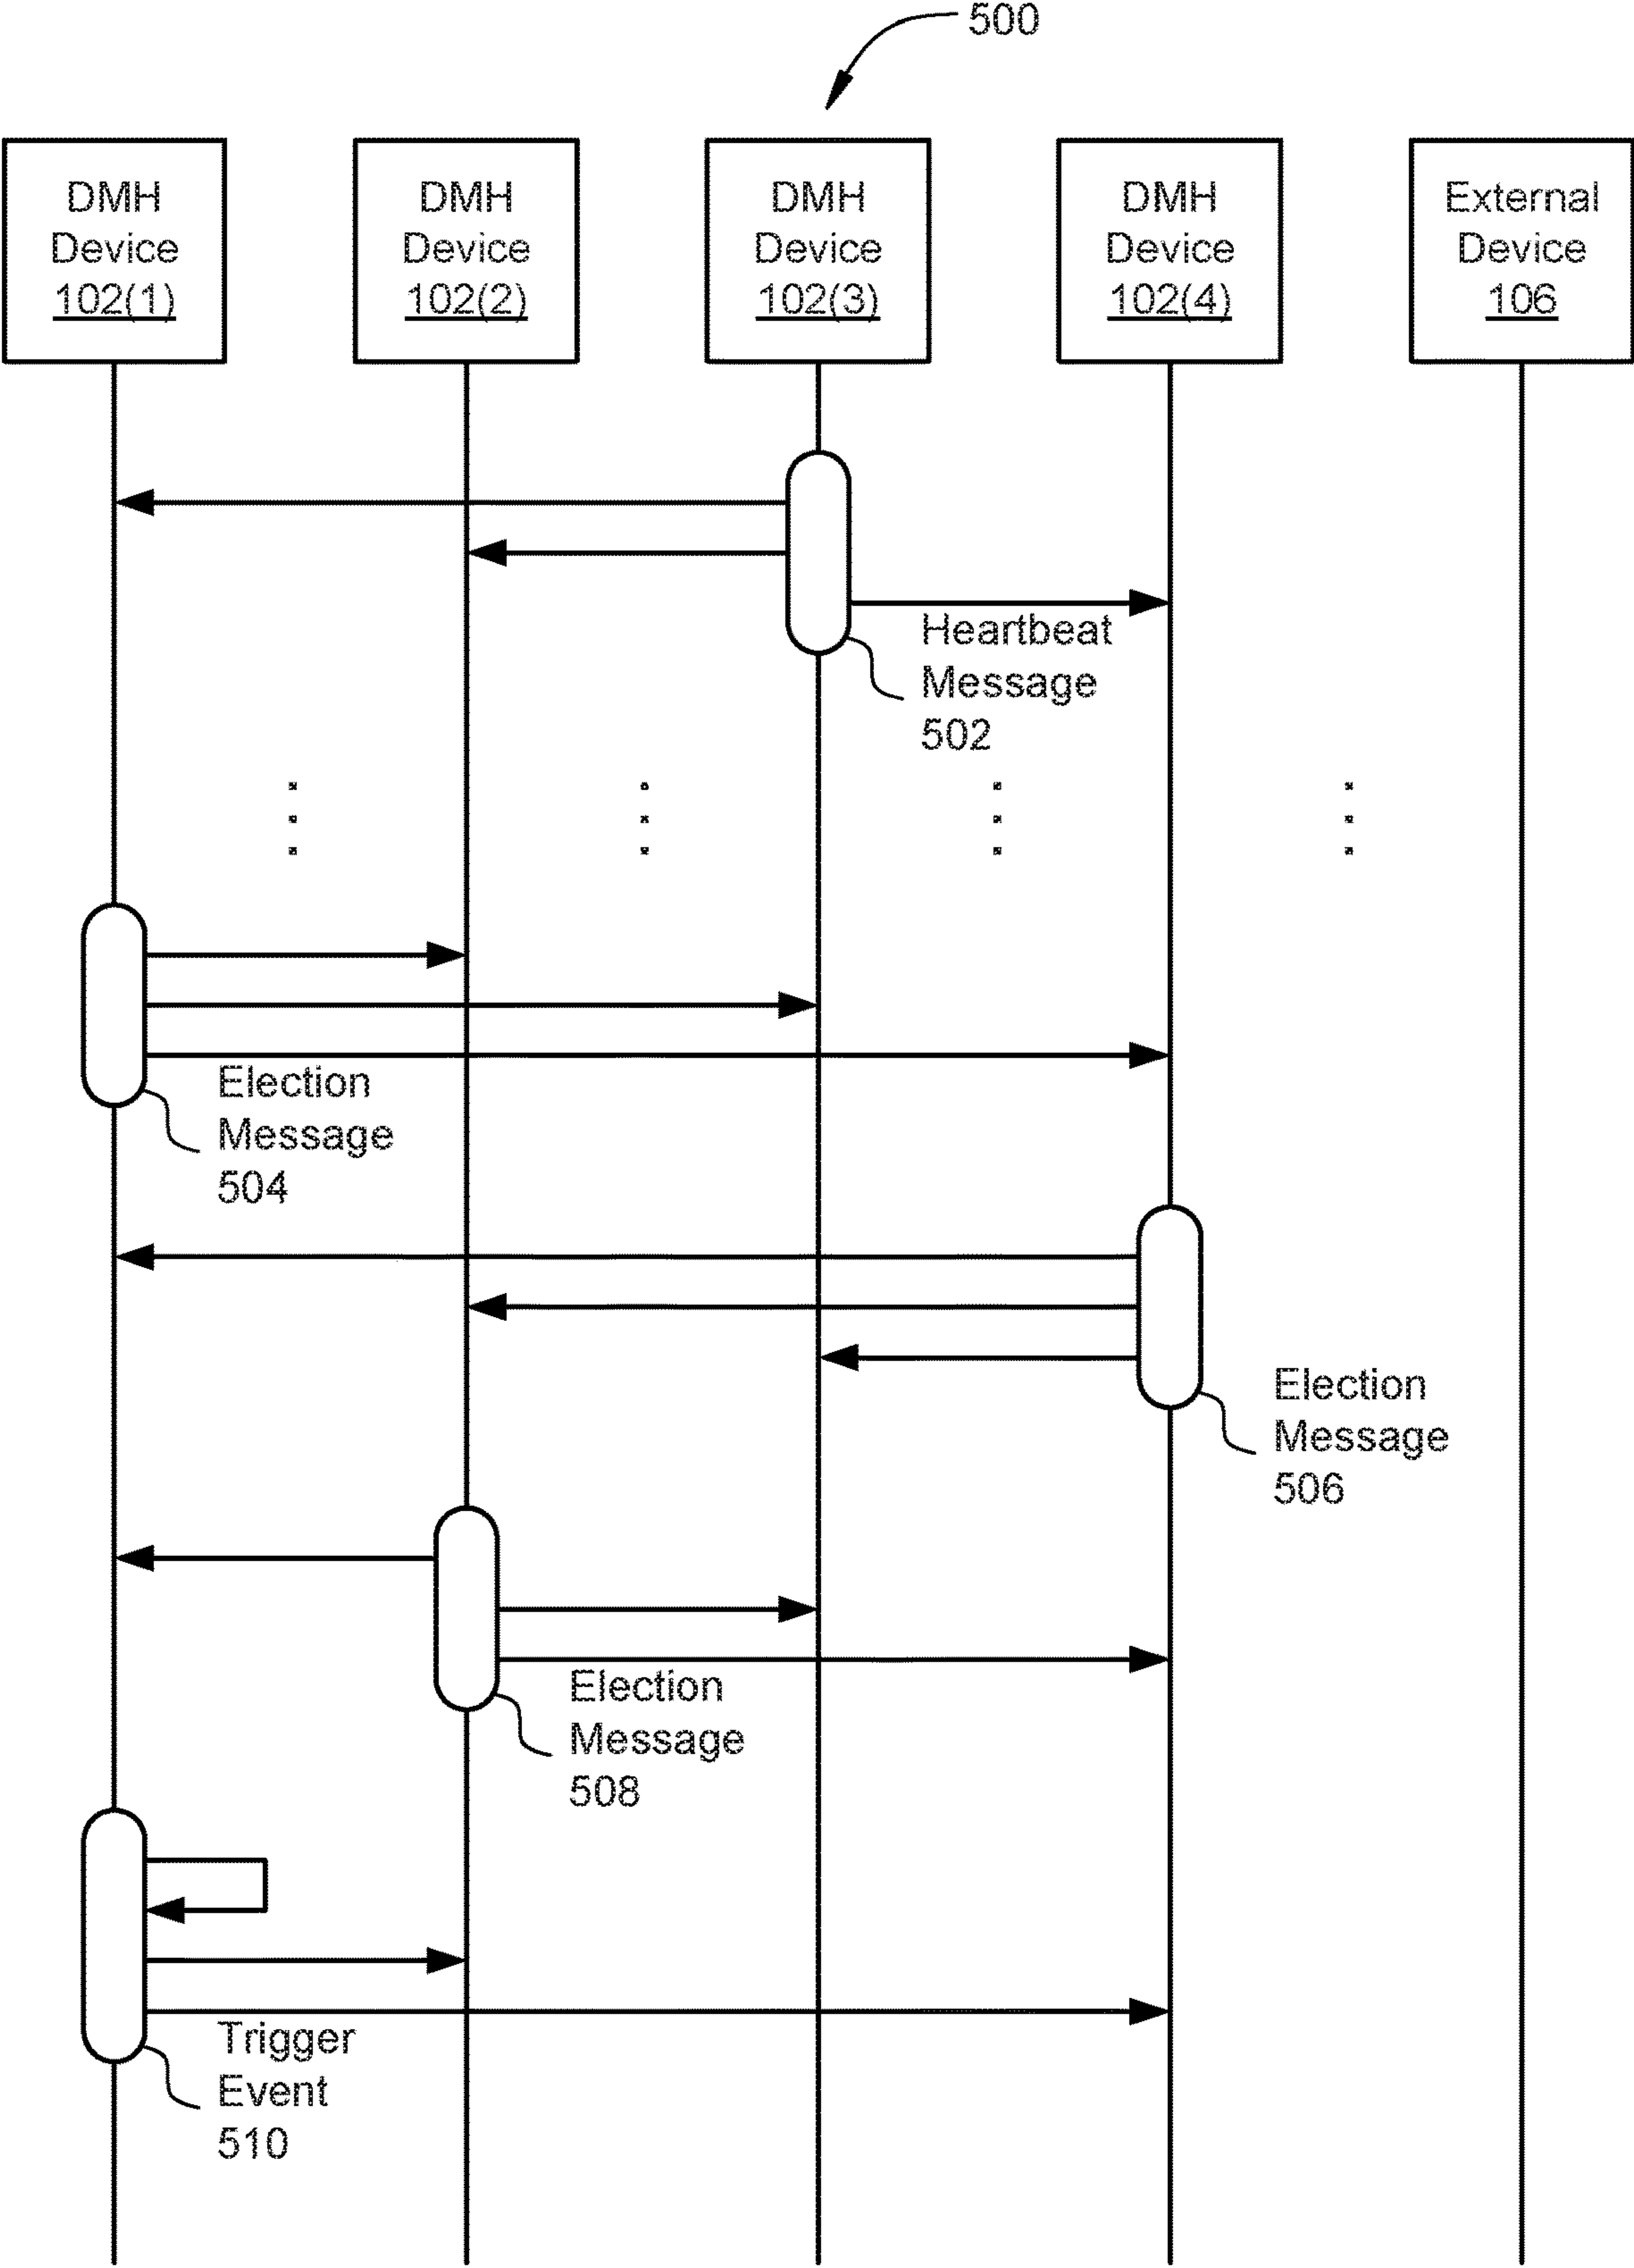 500
DMH
Device
102(1)
DMH
Device
102(2)
DMH
Device
102(3)
DMH
Device
102(4)
External
Device
106
Heartbeat
Message
502
Election
Message
504
Election
Message
506
Election
Message
508
Trigger
Event
510